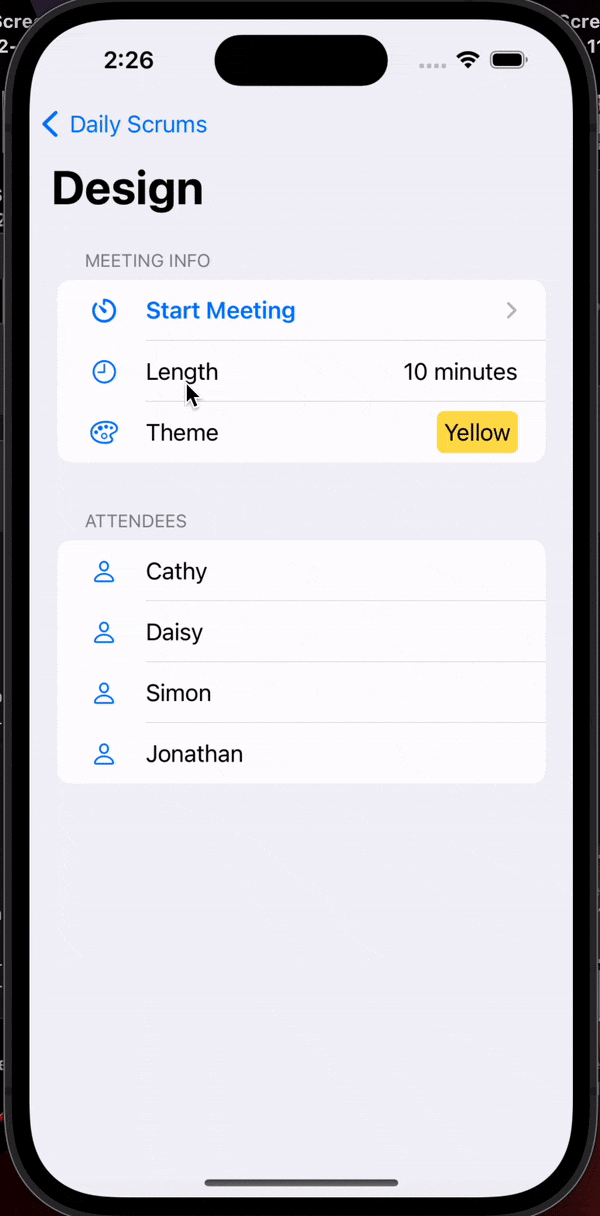 2:26
Daily Scrums
Design
MEETING INFO
Start Meeting
Length 10 minutes
Theme Yellow
ATTENDEES
Cathy
Daisy
Simon
Jonathan